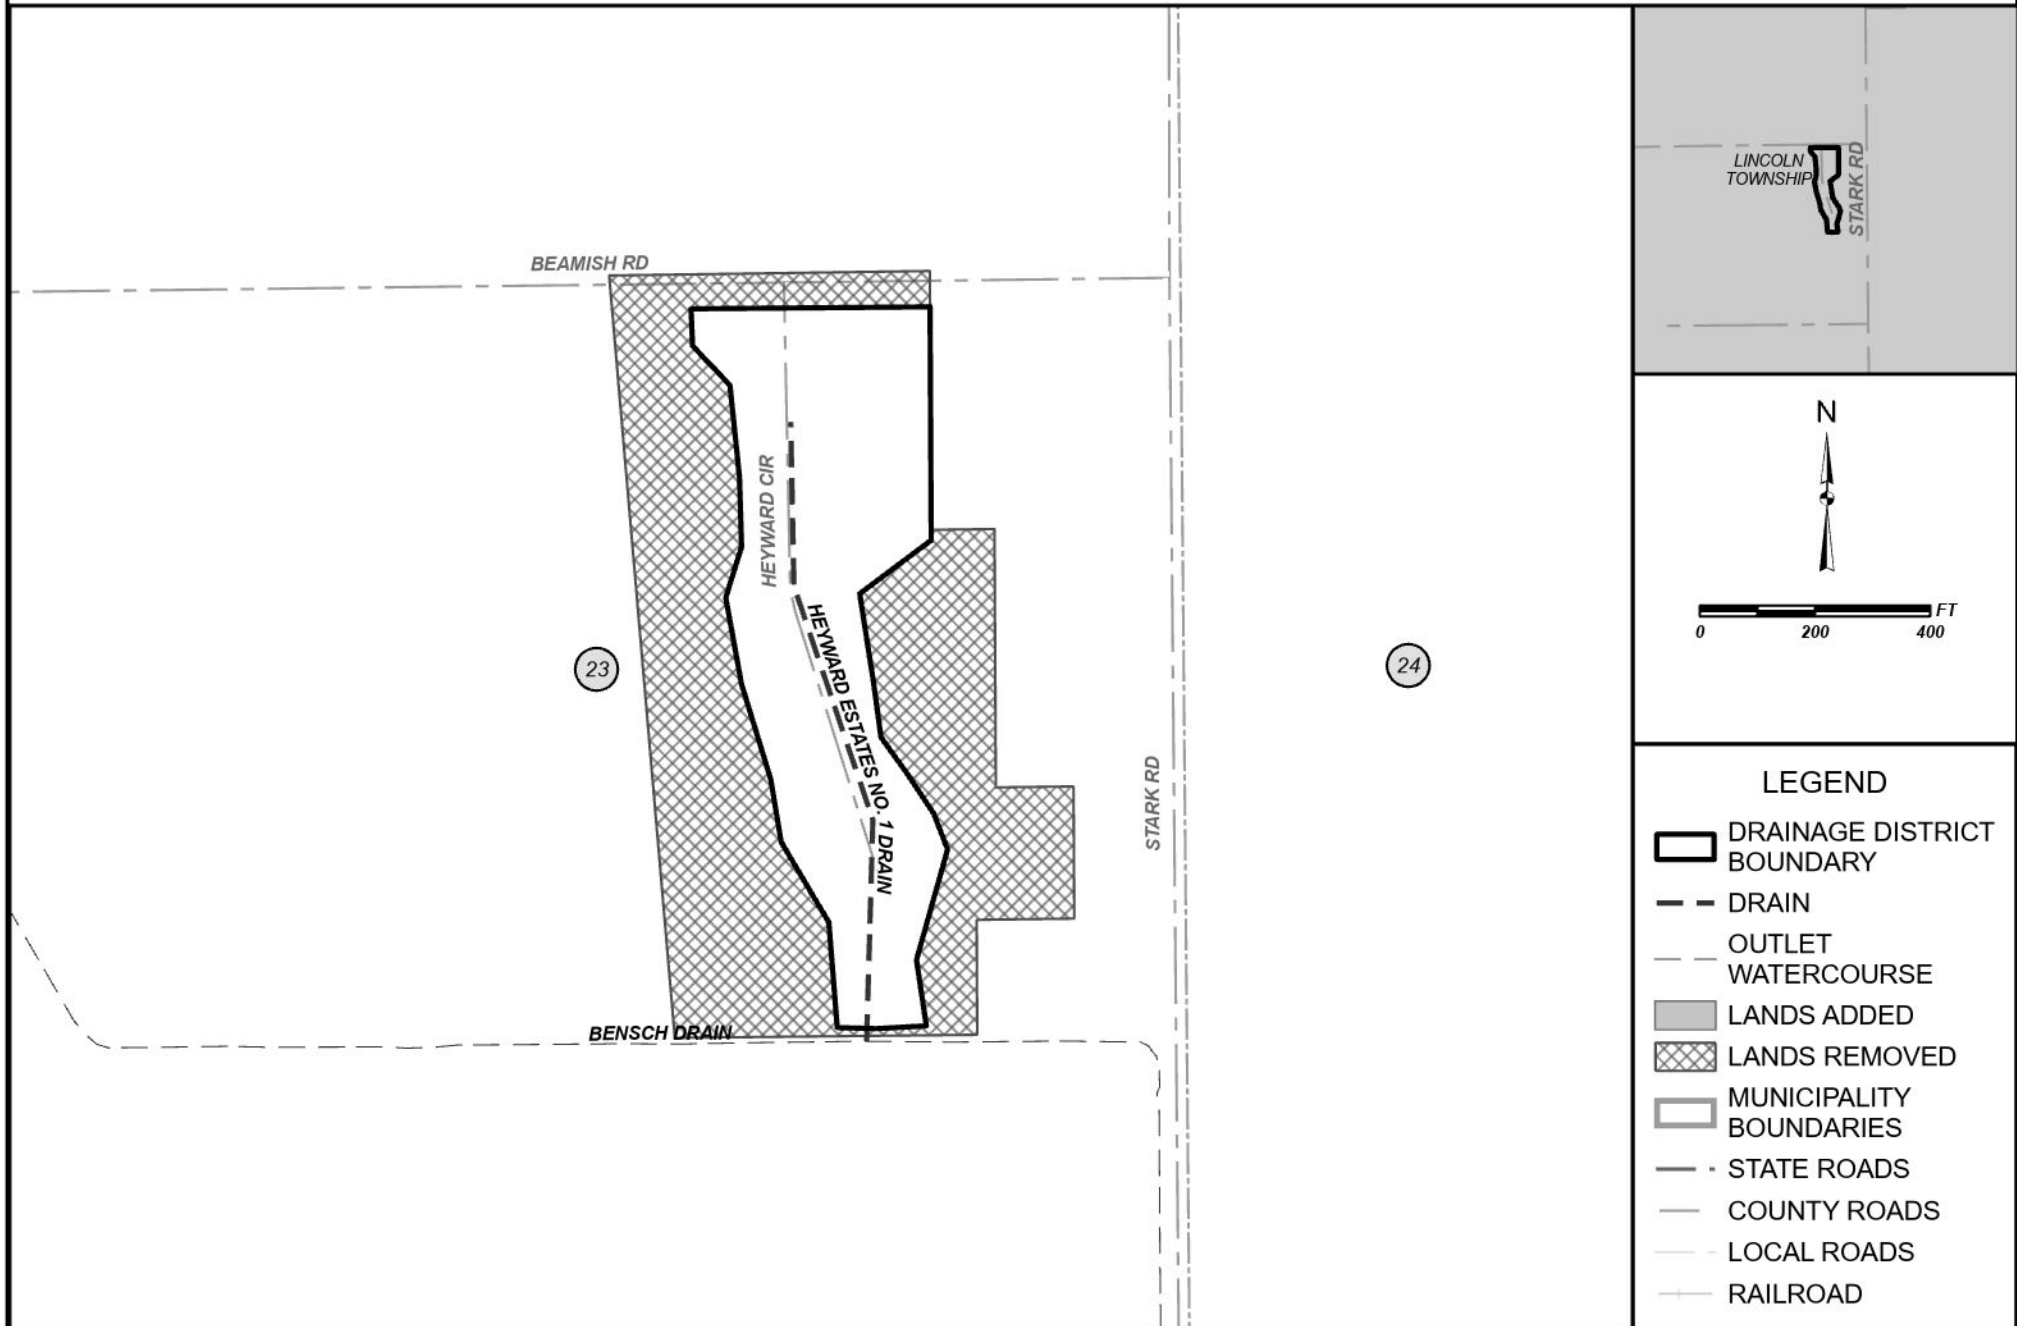 BEAMISH RD
HEYWARD CIR
HEYWARD ESTATES NO. 1 DRAIN
23
24
STARK RD
BENSCH DRAIN
LINCOLN
TOWNSHIP
STARK RD
N
FT
0 200 400
LEGEND
DRAINAGE DISTRICT
BOUNDARY
DRAIN
OUTLET
WATERCOURSE
LANDS ADDED
LANDS REMOVED
MUNICIPALITY
BOUNDARIES
STATE ROADS
COUNTY ROADS
LOCAL ROADS
RAILROAD